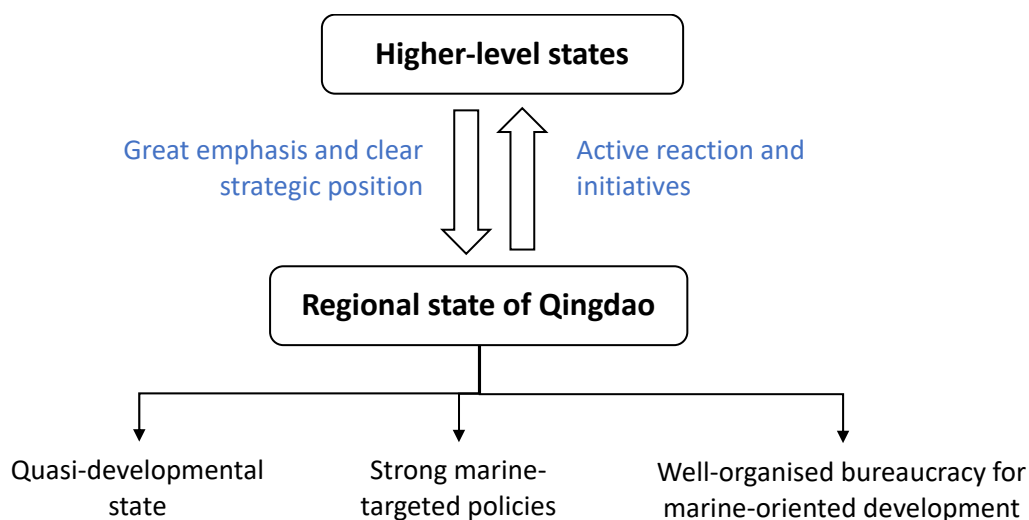 Higher-level states
Great emphasis and clear
strategic position
Active reaction and
initiatives
Regional state of Qingdao
Quasi-developmental
state
Strong marine-
targeted policies
Well-organised bureaucracy for
marine-oriented development